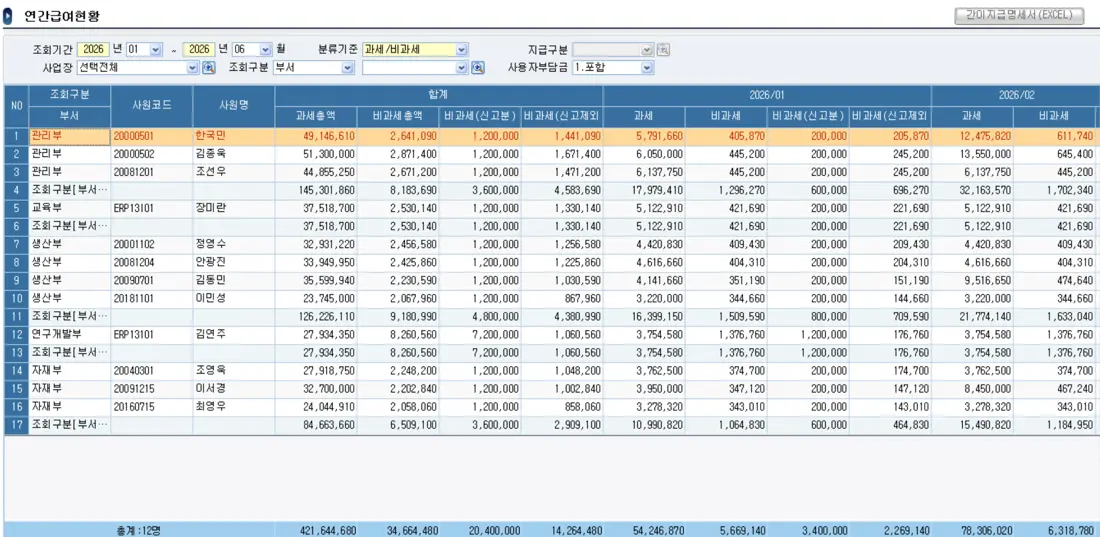 연간급여현황
간이지급명세서(EXCEL)
조회기간 2026 년 01 ~ 2026 년 06 월 분류기준 과세/비과세 지급구분
사업장 선택전체 조회구분 부서 사용자부담금 1.포함
NO 조회구분 사원코드 사원명 합계 2026/01 2026/02
부서 과세총액 비과세총액 비과세(신고분) 비과세(신고제외 과세 비과세 비과세(신고분) 비과세(신고제외 과세 비과세
1 관리부 20000501 한국민 49,146,610 2,641,090 1,200,000 1,441,090 5,791,660 405,870 200,000 205,870 12,475,820 611,740
2 관리부 20000502 김종욱 51,300,000 2,871,400 1,200,000 1,671,400 6,050,000 445,200 200,000 245,200 13,550,000 645,400
3 관리부 20081201 조선우 44,855,250 2,671,200 1,200,000 1,471,200 6,137,750 445,200 200,000 245,200 6,137,750 445,200
4 조회구분[부서… 145,301,860 8,183,690 3,600,000 4,583,690 17,979,410 1,296,270 600,000 696,270 32,163,570 1,702,340
5 교육부 ERP13101 장미란 37,518,700 2,530,140 1,200,000 1,330,140 5,122,910 421,690 200,000 221,690 5,122,910 421,690
6 조회구분[부서… 37,518,700 2,530,140 1,200,000 1,330,140 5,122,910 421,690 200,000 221,690 5,122,910 421,690
7 생산부 20001102 정영수 32,931,220 2,456,580 1,200,000 1,256,580 4,420,830 409,430 200,000 209,430 4,420,830 409,430
8 생산부 20081204 안광진 33,949,950 2,425,860 1,200,000 1,225,860 4,616,660 404,310 200,000 204,310 4,616,660 404,310
9 생산부 20090701 김동민 35,599,940 2,230,590 1,200,000 1,030,590 4,141,660 351,190 200,000 151,190 9,516,650 474,640
10 생산부 20181101 이민성 23,745,000 2,067,960 1,200,000 867,960 3,220,000 344,660 200,000 144,660 3,220,000 344,660
11 조회구분[부서… 126,226,110 9,180,990 4,800,000 4,380,990 16,399,150 1,509,590 800,000 709,590 21,774,140 1,633,040
12 연구개발부 ERP13101 김연주 27,934,350 8,260,560 7,200,000 1,060,560 3,754,580 1,376,760 1,200,000 176,760 3,754,580 1,376,760
13 조회구분[부서… 27,934,350 8,260,560 7,200,000 1,060,560 3,754,580 1,376,760 1,200,000 176,760 3,754,580 1,376,760
14 자재부 20040301 조영욱 27,918,750 2,248,200 1,200,000 1,048,200 3,762,500 374,700 200,000 174,700 3,762,500 374,700
15 자재부 20091215 이서경 32,700,000 2,202,840 1,200,000 1,002,840 3,950,000 347,120 200,000 147,120 8,450,000 467,240
16 자재부 20160715 최영우 24,044,910 2,058,060 1,200,000 858,060 3,278,320 343,010 200,000 143,010 3,278,320 343,010
17 조회구분[부서… 84,663,660 6,509,100 3,600,000 2,909,100 10,990,820 1,064,830 600,000 464,830 15,490,820 1,184,950
총계 :12명 421,644,680 34,664,480 20,400,000 14,264,480 54,246,870 5,669,140 3,400,000 2,269,140 78,306,020 6,318,780